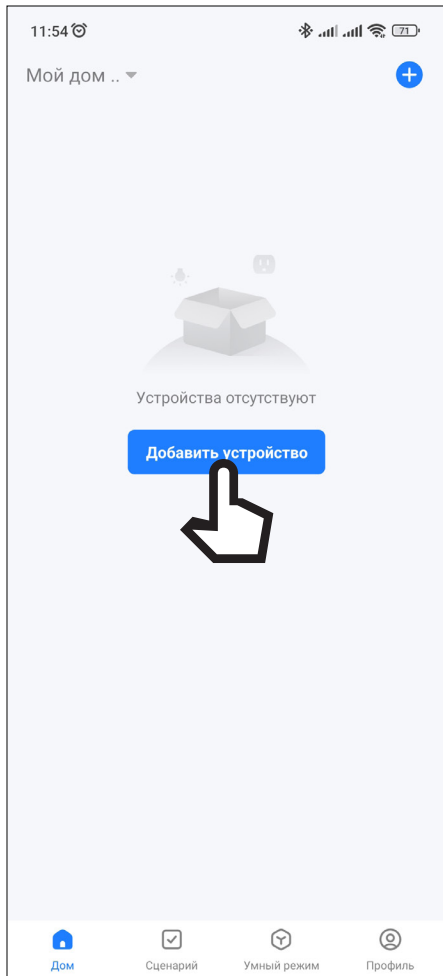 11:54 71
Мой дом ..
Устройства отсутствуют
Добавить устройство
Дом Сценарий Умный режим Профиль